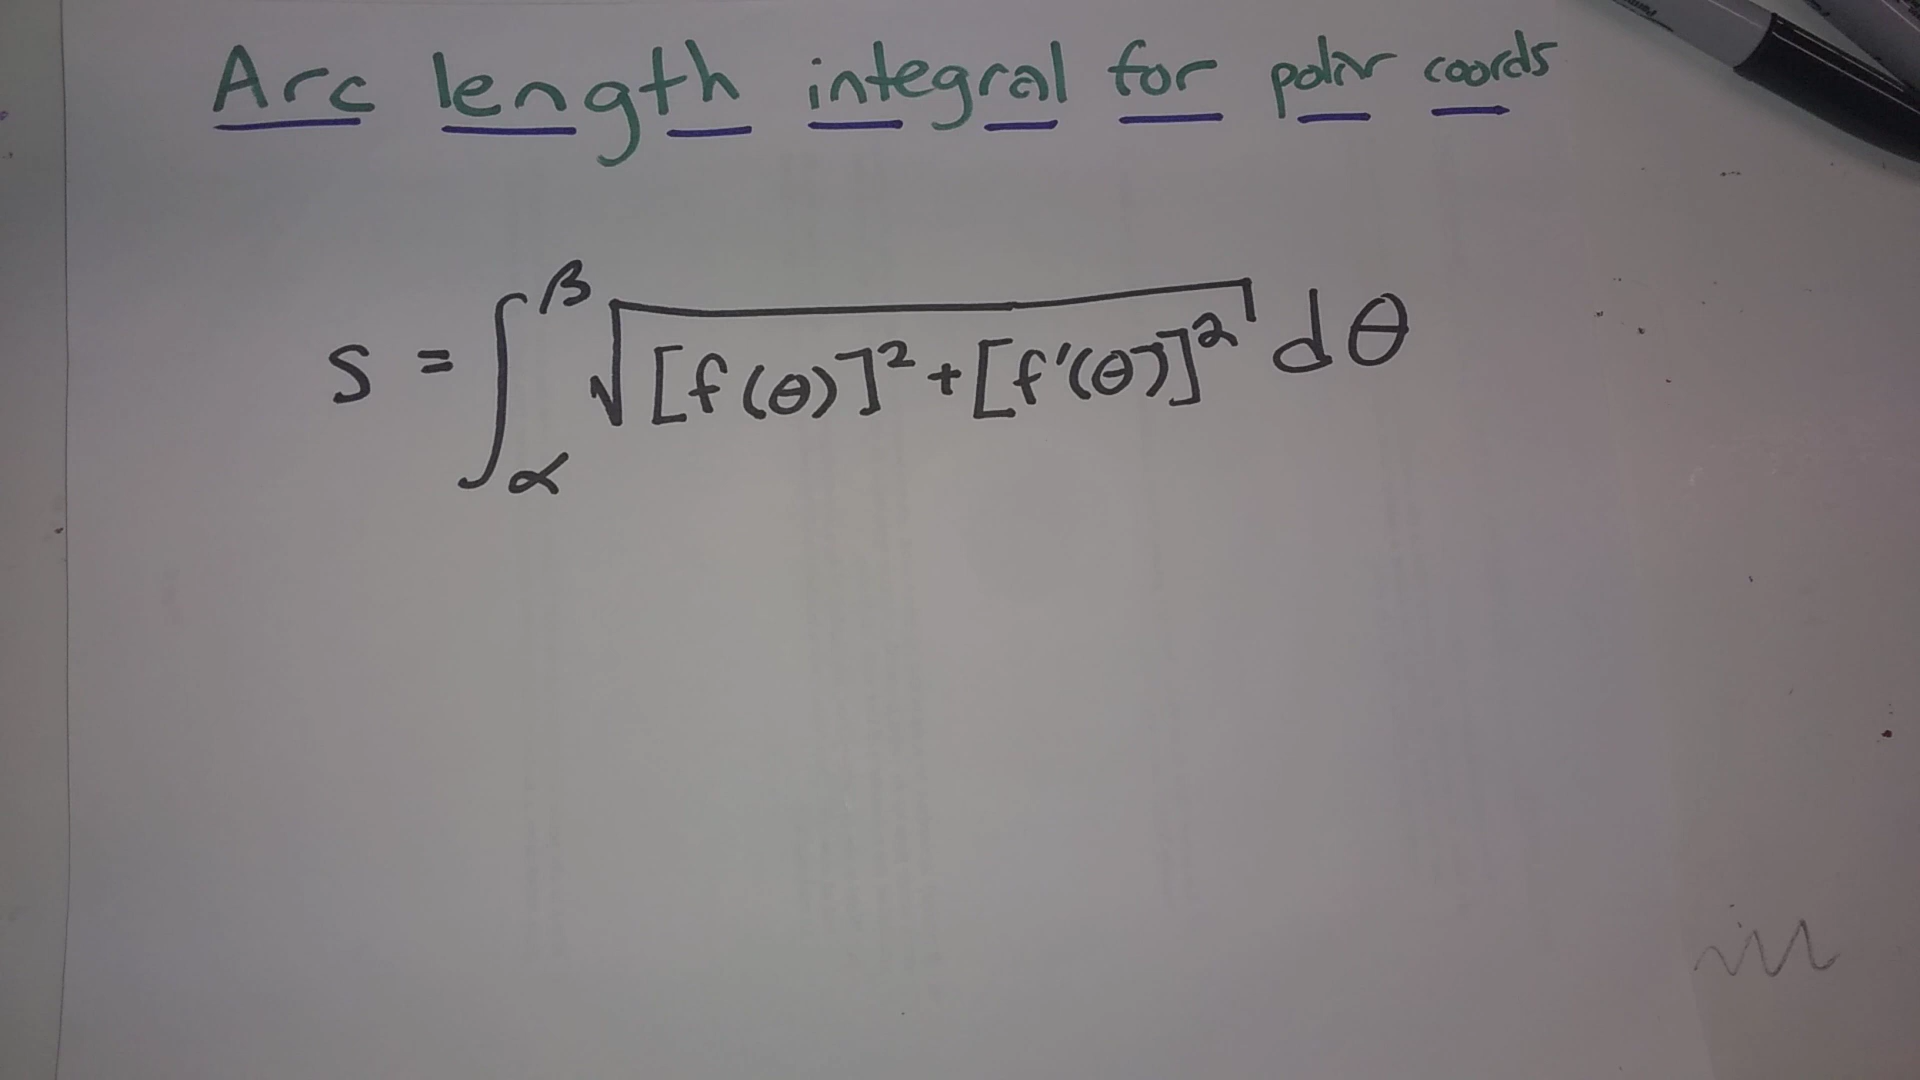 Arc length integral for polar coords
s = ∫_α^β √([f(θ)]² + [f'(θ)]²) dθ